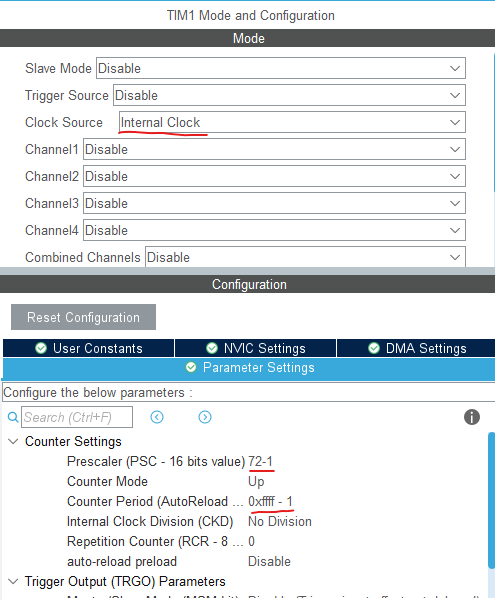 TIM1 Mode and Configuration
Mode
Slave Mode Disable
Trigger Source Disable
Clock Source Internal Clock
Channel1 Disable
Channel2 Disable
Channel3 Disable
Channel4 Disable
Combined Channels Disable
Configuration
Reset Configuration
User Constants NVIC Settings DMA Settings
Parameter Settings
Configure the below parameters :
Search (Ctrl+F)
Counter Settings
Prescaler (PSC - 16 bits value) 72-1
Counter Mode Up
Counter Period (AutoReload ... 0xffff - 1
Internal Clock Division (CKD) No Division
Repetition Counter (RCR - 8 ... 0
auto-reload preload Disable
Trigger Output (TRGO) Parameters